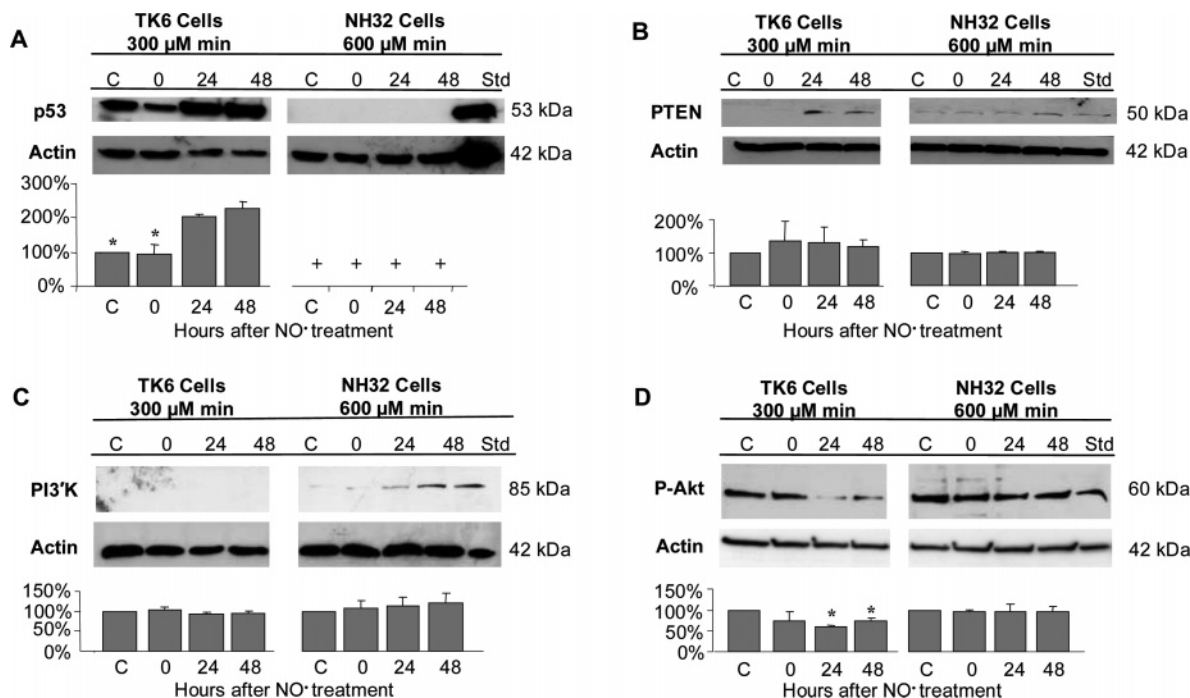 A
TK6 Cells
300 µM min
NH32 Cells
600 µM min
C 0 24 48 C 0 24 48 Std
p53 53 kDa
Actin 42 kDa
300%
200%
100%
0%
* *
+ + + +
C 0 24 48 C 0 24 48
Hours after NO· treatment
B
TK6 Cells
300 µM min
NH32 Cells
600 µM min
C 0 24 48 C 0 24 48 Std
PTEN 50 kDa
Actin 42 kDa
200%
100%
0%
C 0 24 48 C 0 24 48
Hours after NO· treatment
C
TK6 Cells
300 µM min
NH32 Cells
600 µM min
C 0 24 48 C 0 24 48 Std
PI3'K 85 kDa
Actin 42 kDa
150%
100%
50%
0%
C 0 24 48 C 0 24 48
Hours after NO· treatment
D
TK6 Cells
300 µM min
NH32 Cells
600 µM min
C 0 24 48 C 0 24 48 Std
P-Akt 60 kDa
Actin 42 kDa
150%
100%
50%
0%
* *
C 0 24 48 C 0 24 48
Hours after NO· treatment